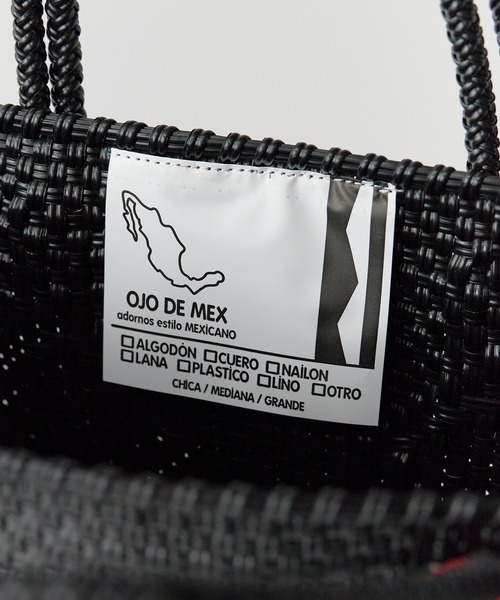 OJO DE MEX
adornos estilo MEXICANO
ALGODÓN CUERO NAÍLON
LANA PLASTICO LINO OTRO
CHICA / MEDIANA / GRANDE